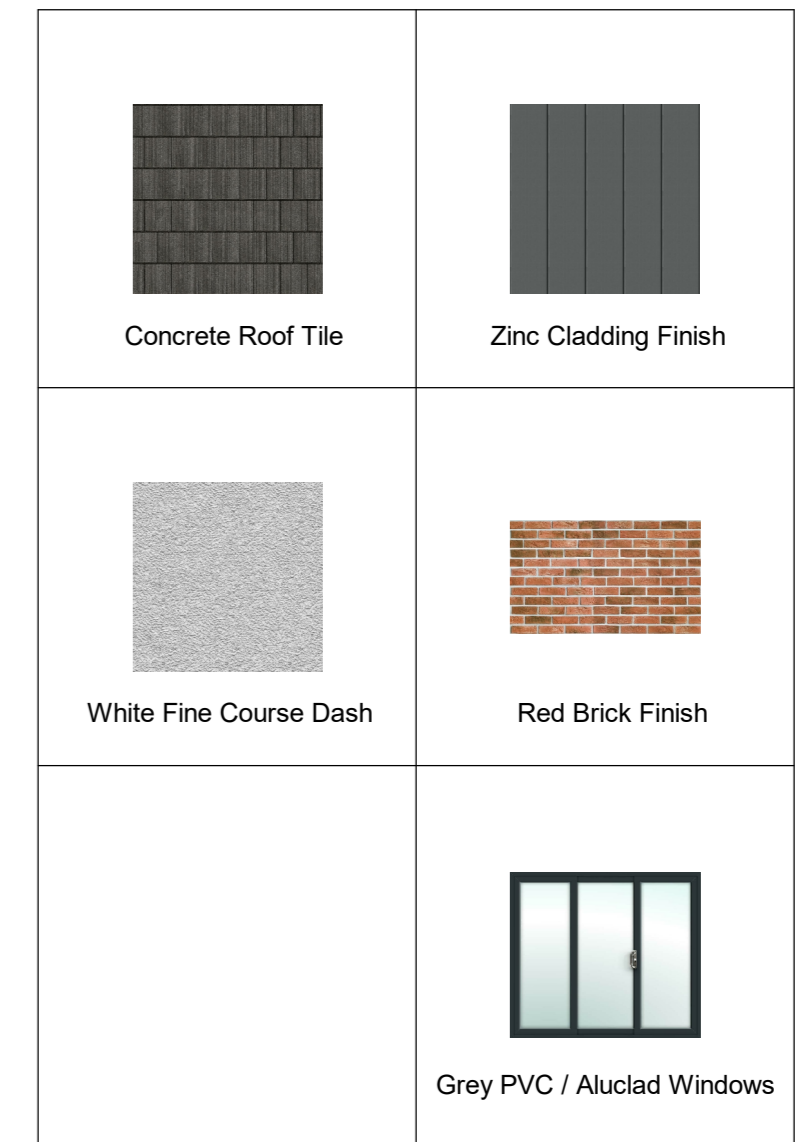 Concrete Roof Tile
Zinc Cladding Finish
White Fine Course Dash
Red Brick Finish
Grey PVC / Aluclad Windows